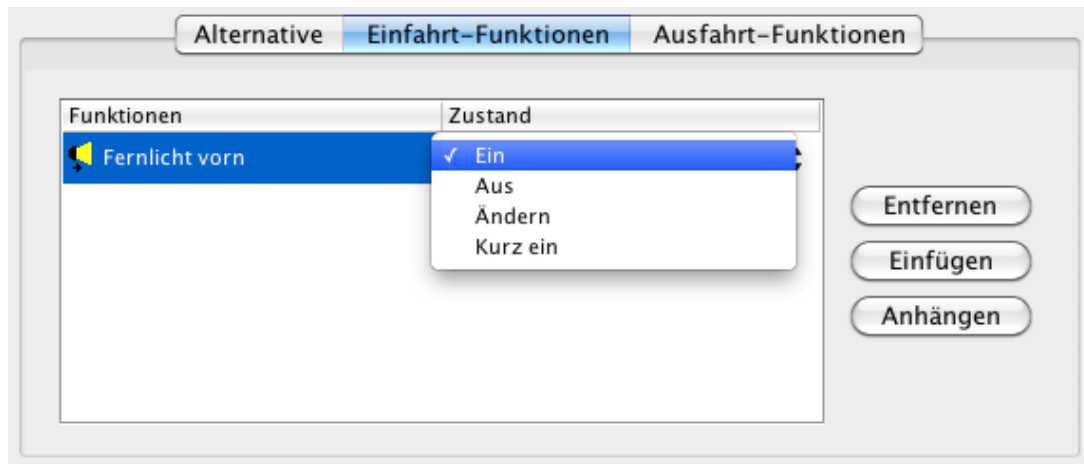 Alternative Einfahrt-Funktionen Ausfahrt-Funktionen
Funktionen Zustand
Fernlicht vorn ✓ Ein
Aus
Ändern
Kurz ein
Entfernen
Einfügen
Anhängen